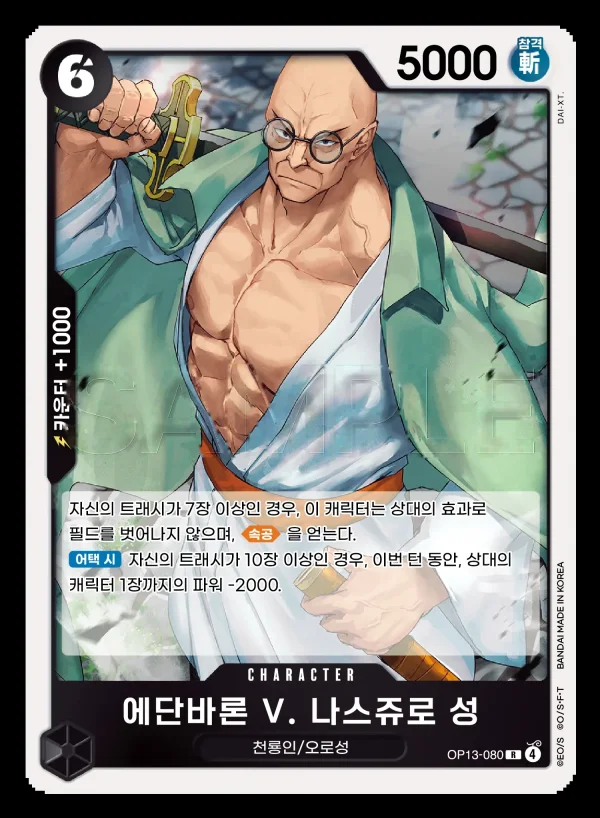 6
5000
참격
斬
DAI-XT.
카운터 +1000
SAMPLE
자신의 트래시가 7장 이상인 경우, 이 캐릭터는 상대의 효과로
필드를 벗어나지 않으며, 속공 을 얻는다.
어택 시 자신의 트래시가 10장 이상인 경우, 이번 턴 동안, 상대의
캐릭터 1장까지의 파워 -2000.
CHARACTER
에단바론 V. 나스쥬로 성
천룡인/오로성
OP13-080 R 4
©EO/S ©O/S·F·T BANDAI MADE IN KOREA